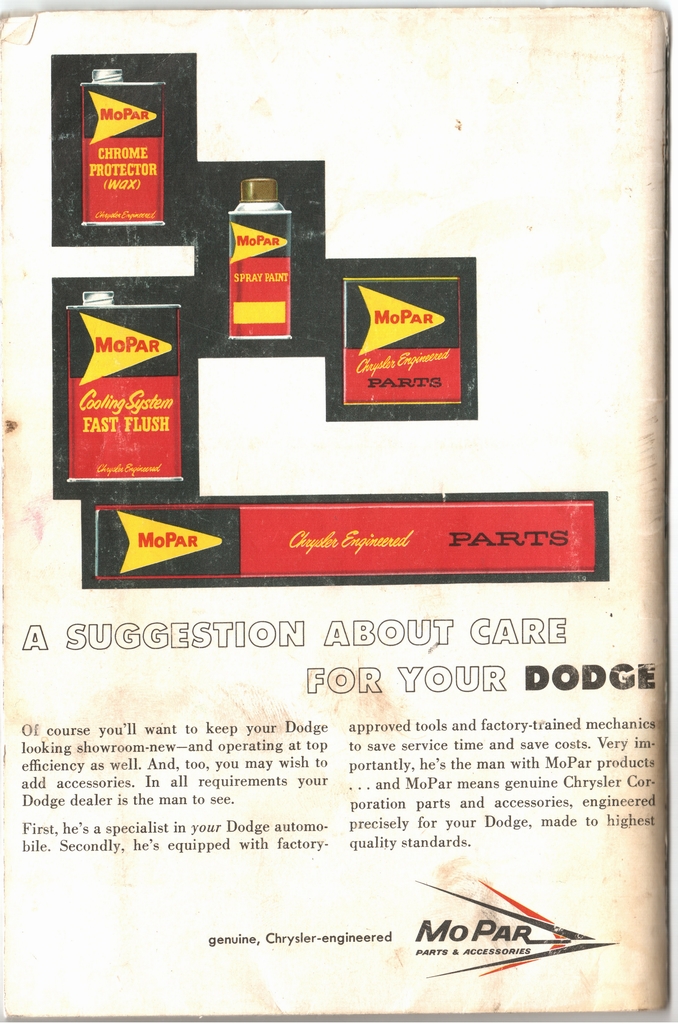 MOPAR
CHROME
PROTECTOR
(WAX)
Chrysler Engineered
MOPAR
SPRAY PAINT
MOPAR
Chrysler Engineered
PARTS
MOPAR
Cooling System
FAST FLUSH
Chrysler Engineered
MOPAR
Chrysler Engineered
PARTS
A SUGGESTION ABOUT CARE
FOR YOUR DODGE
Of course you'll want to keep your Dodge
looking showroom-new—and operating at top
efficiency as well. And, too, you may wish to
add accessories. In all requirements your
Dodge dealer is the man to see.
First, he's a specialist in your Dodge automo-
bile. Secondly, he's equipped with factory-
approved tools and factory-trained mechanics
to save service time and save costs. Very im-
portantly, he's the man with MoPar products
. . . and MoPar means genuine Chrysler Cor-
poration parts and accessories, engineered
precisely for your Dodge, made to highest
quality standards.
genuine, Chrysler-engineered
MOPAR
PARTS & ACCESSORIES